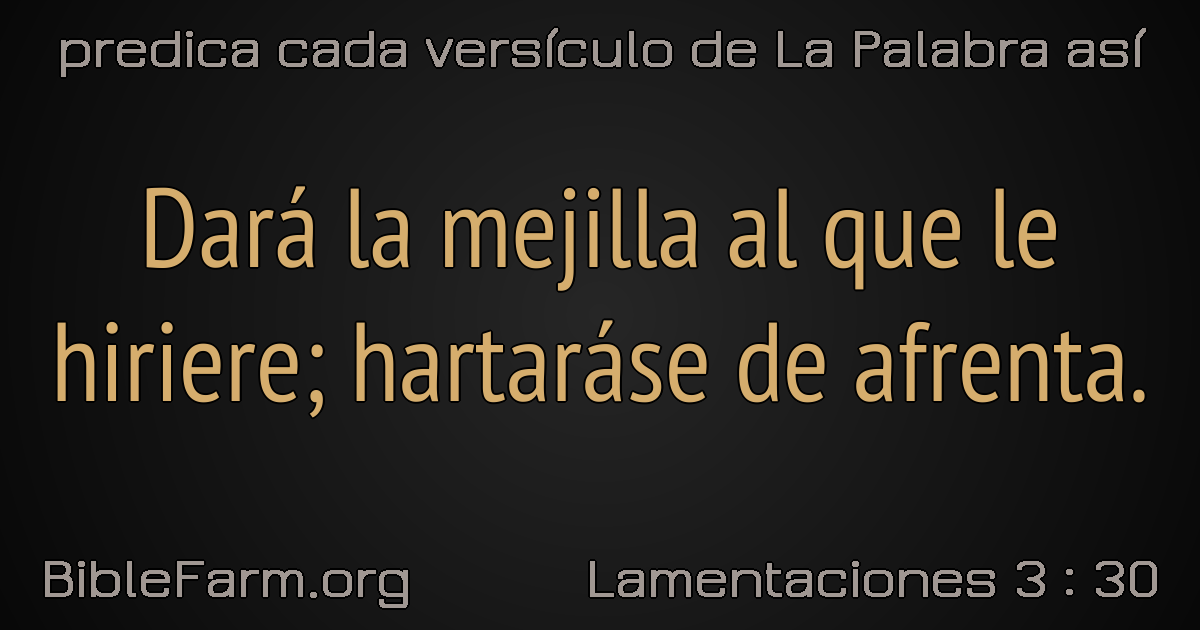 predica cada versículo de La Palabra así
Dará la mejilla al que le
hiriere; hartaráse de afrenta.
BibleFarm.org
Lamentaciones 3 : 30